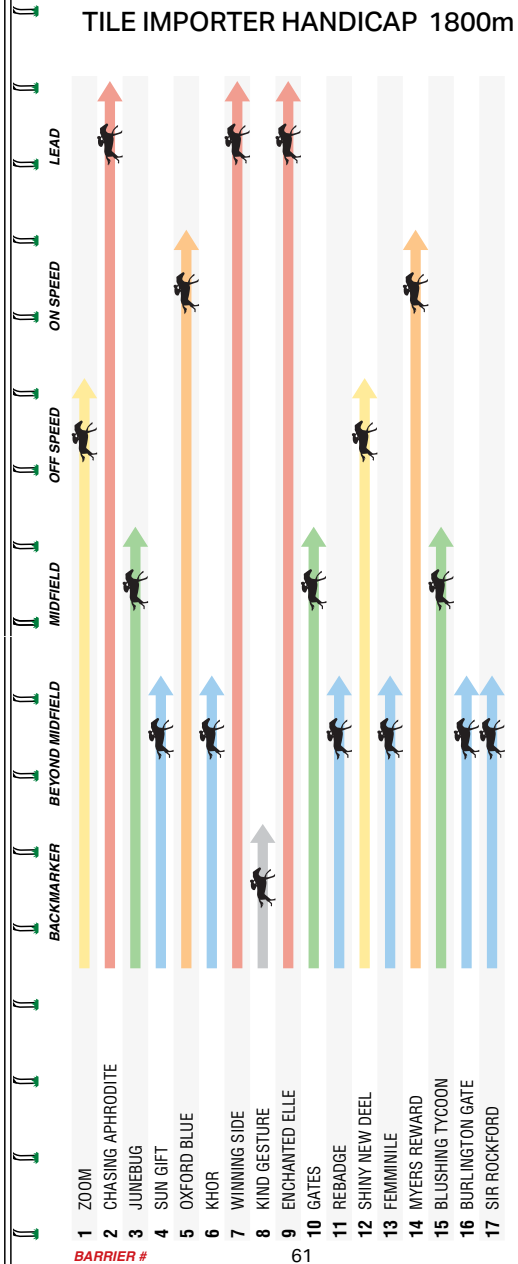 TILE IMPORTER HANDICAP 1800m
LEAD
ON SPEED
OFF SPEED
MIDFIELD
BEYOND MIDFIELD
BACKMARKER
1 ZOOM
2 CHASING APHRODITE
3 JUNEBUG
4 SUN GIFT
5 OXFORD BLUE
6 KHOR
7 WINNING SIDE
8 KIND GESTURE
9 ENCHANTED ELLE
10 GATES
11 REBADGE
12 SHINY NEW DEEL
13 FEMMINILE
14 MYERS REWARD
15 BLUSHING TYCOON
16 BURLINGTON GATE
17 SIR ROCKFORD
BARRIER #
61